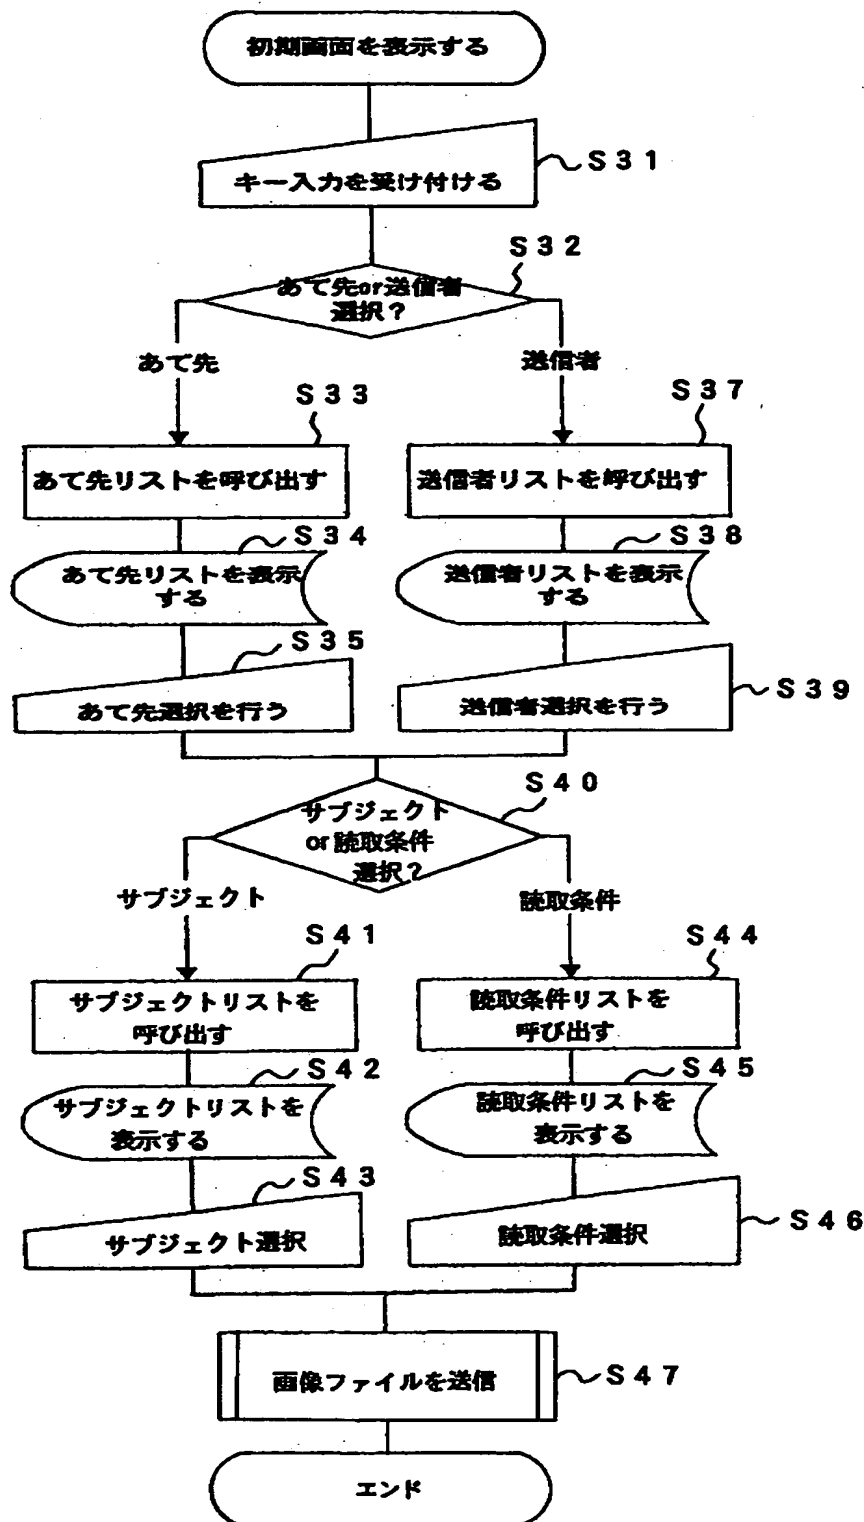 初期画面を表示する
キー入力を受け付ける
S31
S32
あて先or送信者
選択?
あて先
送信者
S33
S37
あて先リストを呼び出す
送信者リストを呼び出す
S34
S38
あて先リストを表示
する
送信者リストを表示
する
S35
あて先選択を行う
送信者選択を行う
S39
S40
サブジェクト
or読取条件
選択?
サブジェクト
読取条件
S41
S44
サブジェクトリストを
呼び出す
読取条件リストを
呼び出す
S42
S45
サブジェクトリストを
表示する
読取条件リストを
表示する
S43
サブジェクト選択
読取条件選択
S46
画像ファイルを送信
S47
エンド